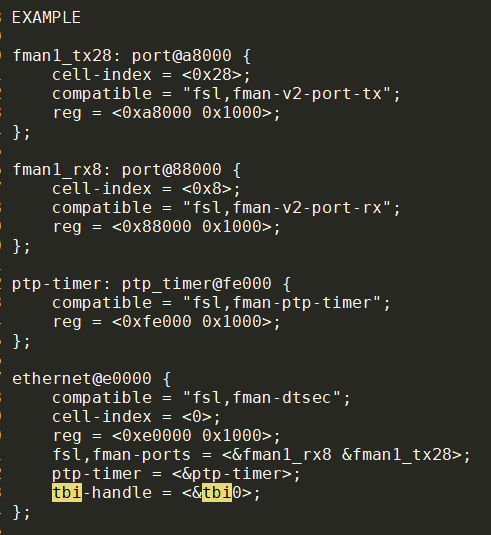 EXAMPLE
fman1_tx28: port@a8000 {
cell-index = <0x28>;
compatible = "fsl,fman-v2-port-tx";
reg = <0xa8000 0x1000>;
};
fman1_rx8: port@88000 {
cell-index = <0x8>;
compatible = "fsl,fman-v2-port-rx";
reg = <0x88000 0x1000>;
};
ptp-timer: ptp_timer@fe000 {
compatible = "fsl,fman-ptp-timer";
reg = <0xfe000 0x1000>;
};
ethernet@e0000 {
compatible = "fsl,fman-dtsec";
cell-index = <0>;
reg = <0xe0000 0x1000>;
fsl,fman-ports = <&fman1_rx8 &fman1_tx28>;
ptp-timer = <&ptp-timer>;
tbi-handle = <&tbi0>;
};